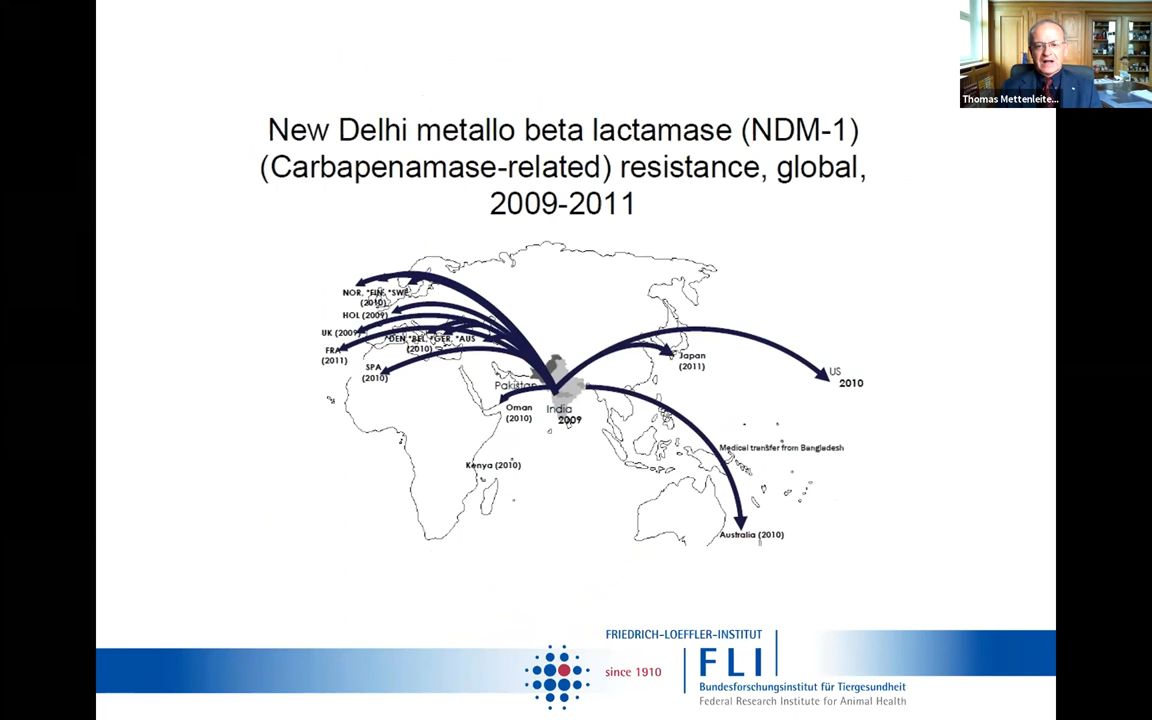 Thomas Mettenleite...
New Delhi metallo beta lactamase (NDM-1)
(Carbapenamase-related) resistance, global,
2009-2011
NOR, *FIN, *SWE
(2010)
HOL (2009)
UK (2009)
DEN *BEL, *GER, *AUS
(2010)
FRA
(2011)
SPA
(2010)
Pakistan
Oman
(2010)
India
2009
Kenya (2010)
Japan
(2011)
US
2010
Medical transfer from Bangladesh
Australia (2010)
since 1910
FRIEDRICH-LOEFFLER-INSTITUT
FLI
Bundesforschungsinstitut für Tiergesundheit
Federal Research Institute for Animal Health